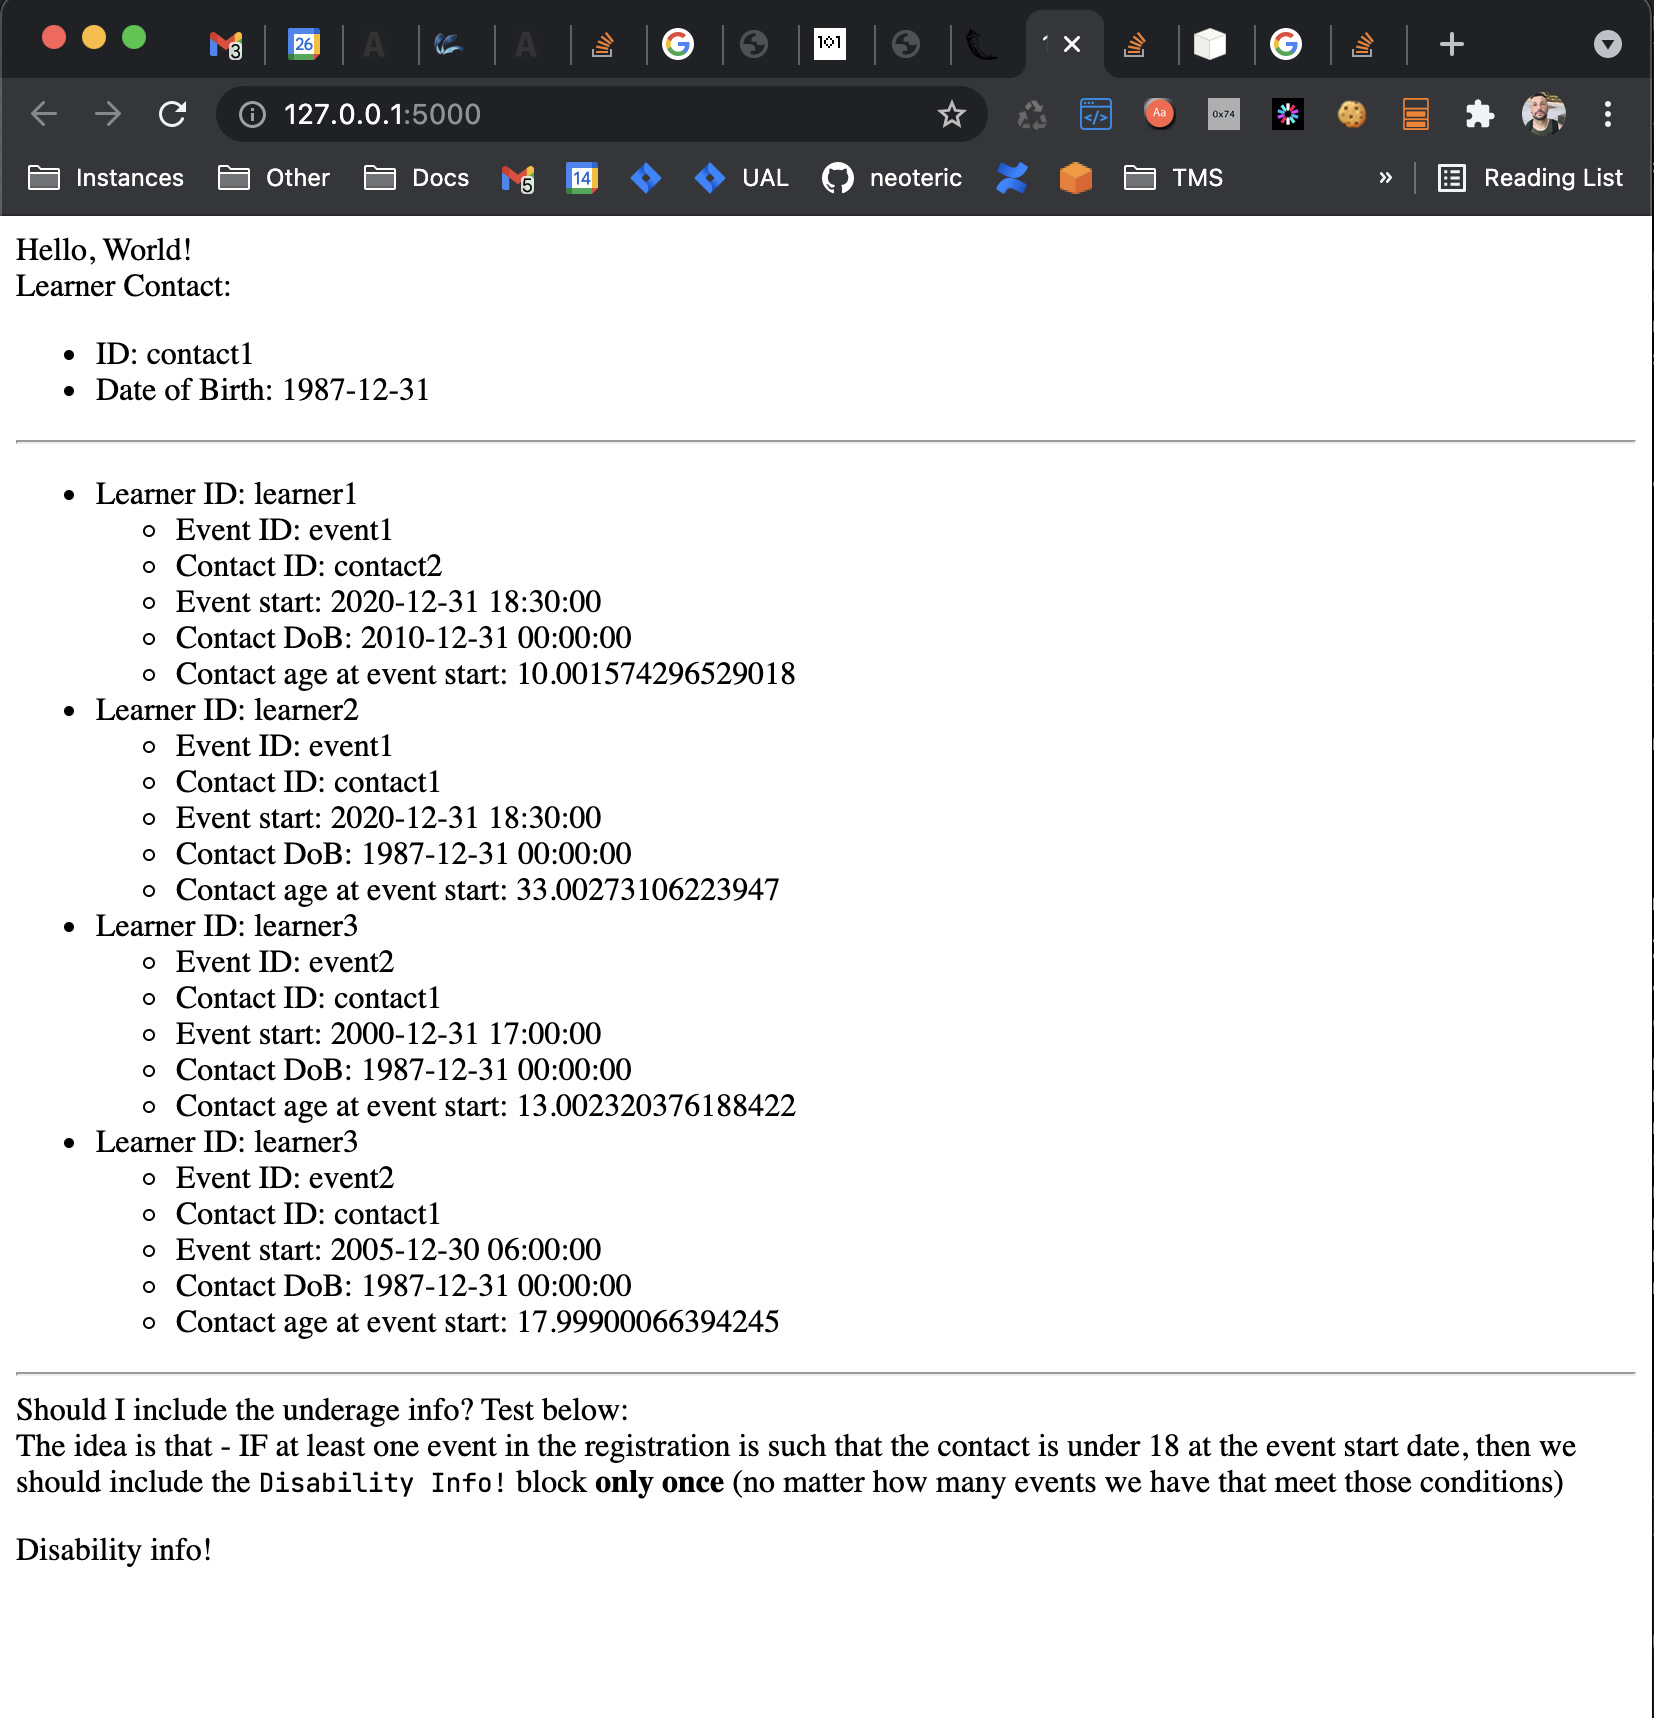 3
26
A
A
101
127.0.0.1:5000
</>
Aa
0x74
Instances
Other
Docs
5
14
UAL
neoteric
TMS
»
Reading List
Hello, World!
Learner Contact:
ID: contact1
Date of Birth: 1987-12-31
Learner ID: learner1
Event ID: event1
Contact ID: contact2
Event start: 2020-12-31 18:30:00
Contact DoB: 2010-12-31 00:00:00
Contact age at event start: 10.001574296529018
Learner ID: learner2
Event ID: event1
Contact ID: contact1
Event start: 2020-12-31 18:30:00
Contact DoB: 1987-12-31 00:00:00
Contact age at event start: 33.00273106223947
Learner ID: learner3
Event ID: event2
Contact ID: contact1
Event start: 2000-12-31 17:00:00
Contact DoB: 1987-12-31 00:00:00
Contact age at event start: 13.002320376188422
Learner ID: learner3
Event ID: event2
Contact ID: contact1
Event start: 2005-12-30 06:00:00
Contact DoB: 1987-12-31 00:00:00
Contact age at event start: 17.99900066394245
Should I include the underage info? Test below:
The idea is that - IF at least one event in the registration is such that the contact is under 18 at the event start date, then we
should include the Disability Info! block only once (no matter how many events we have that meet those conditions)
Disability info!